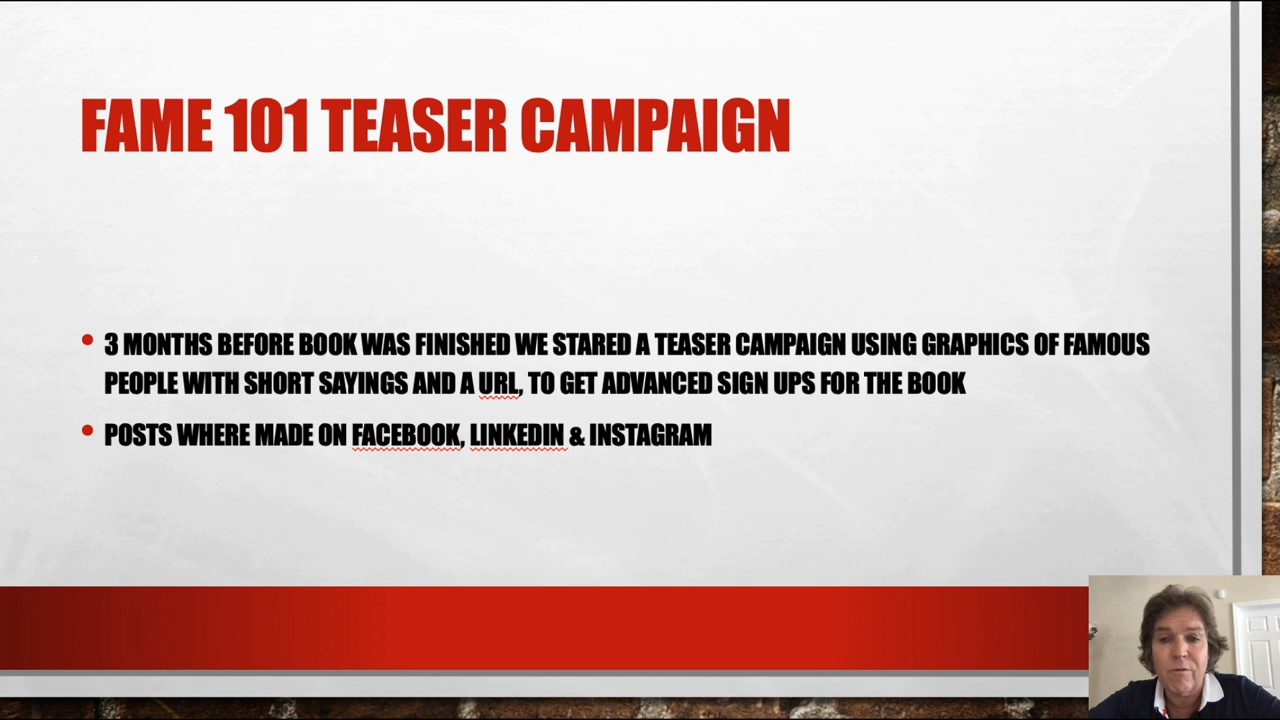 FAME 101 TEASER CAMPAIGN
• 3 MONTHS BEFORE BOOK WAS FINISHED WE STARED A TEASER CAMPAIGN USING GRAPHICS OF FAMOUS
PEOPLE WITH SHORT SAYINGS AND A URL, TO GET ADVANCED SIGN UPS FOR THE BOOK
• POSTS WHERE MADE ON FACEBOOK, LINKEDIN & INSTAGRAM